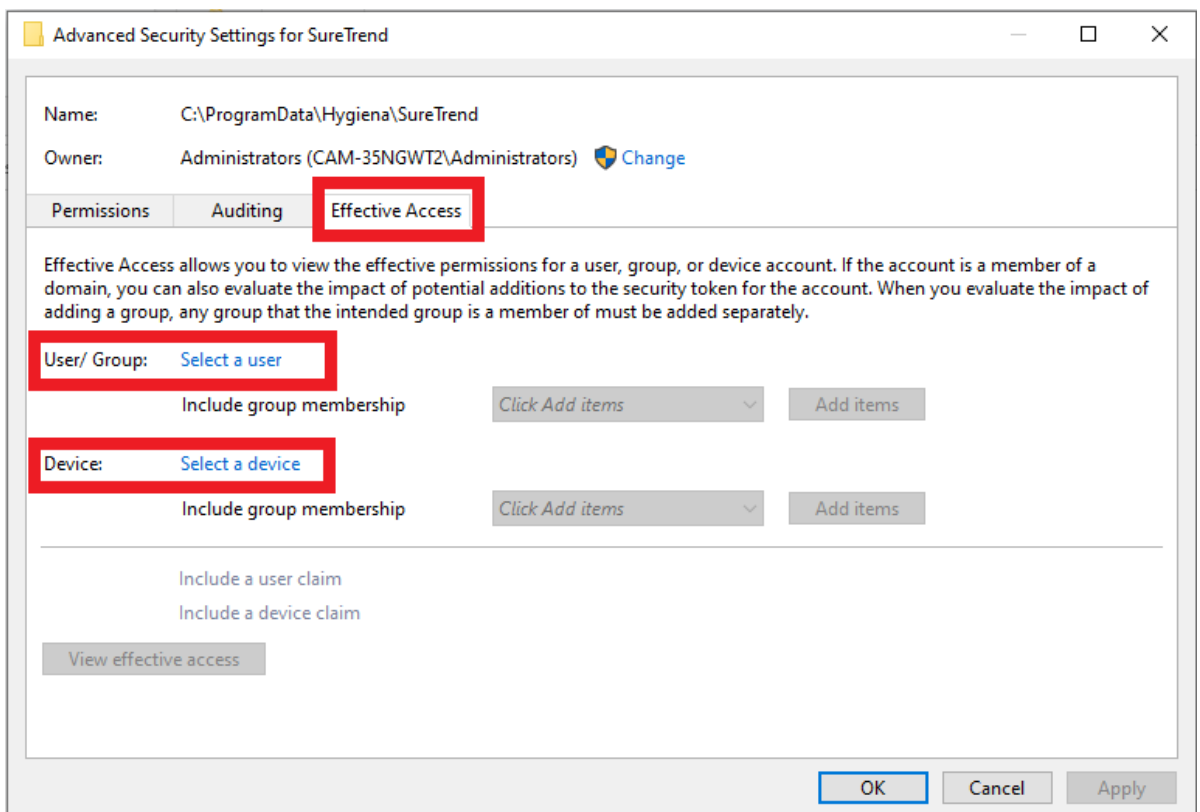 Advanced Security Settings for SureTrend
Name: C:\ProgramData\Hygiena\SureTrend
Owner: Administrators (CAM-35NGWT2\Administrators) Change
Permissions Auditing Effective Access
Effective Access allows you to view the effective permissions for a user, group, or device account. If the account is a member of a
domain, you can also evaluate the impact of potential additions to the security token for the account. When you evaluate the impact of
adding a group, any group that the intended group is a member of must be added separately.
User/ Group: Select a user
Include group membership Click Add items Add items
Device: Select a device
Include group membership Click Add items Add items
Include a user claim
Include a device claim
View effective access
OK Cancel Apply